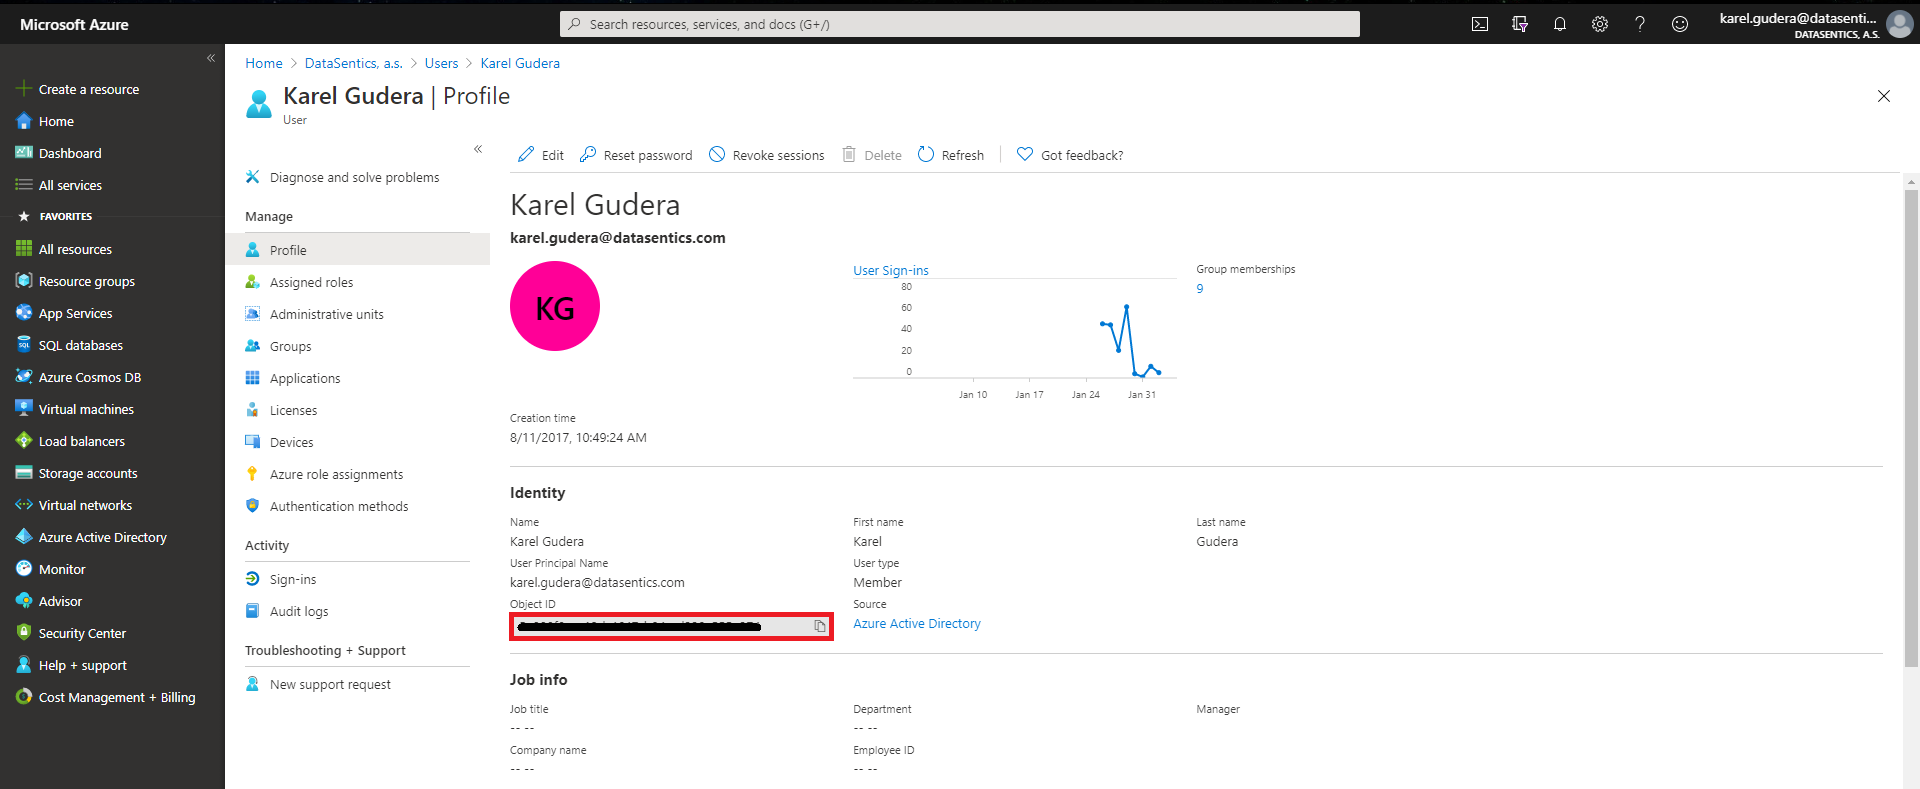 Microsoft Azure
Search resources, services, and docs (G+/)
karel.gudera@datasenti...
DATASENTICS, A.S.
Create a resource
Home
Dashboard
All services
FAVORITES
All resources
Resource groups
App Services
SQL databases
Azure Cosmos DB
Virtual machines
Load balancers
Storage accounts
Virtual networks
Azure Active Directory
Monitor
Advisor
Security Center
Help + support
Cost Management + Billing
Home > DataSentics, a.s. > Users > Karel Gudera
Karel Gudera | Profile
User
Diagnose and solve problems
Manage
Profile
Assigned roles
Administrative units
Groups
Applications
Licenses
Devices
Azure role assignments
Authentication methods
Activity
Sign-ins
Audit logs
Troubleshooting + Support
New support request
Edit Reset password Revoke sessions Delete Refresh Got feedback?
Karel Gudera
karel.gudera@datasentics.com
KG
User Sign-ins
80
60
40
20
0
Jan 10 Jan 17 Jan 24 Jan 31
Group memberships
9
Creation time
8/11/2017, 10:49:24 AM
Identity
Name First name Last name
Karel Gudera Karel Gudera
User Principal Name User type
karel.gudera@datasentics.com Member
Object ID Source
Azure Active Directory
Job info
Job title Department Manager
-- -- -- --
Company name Employee ID
-- -- -- --